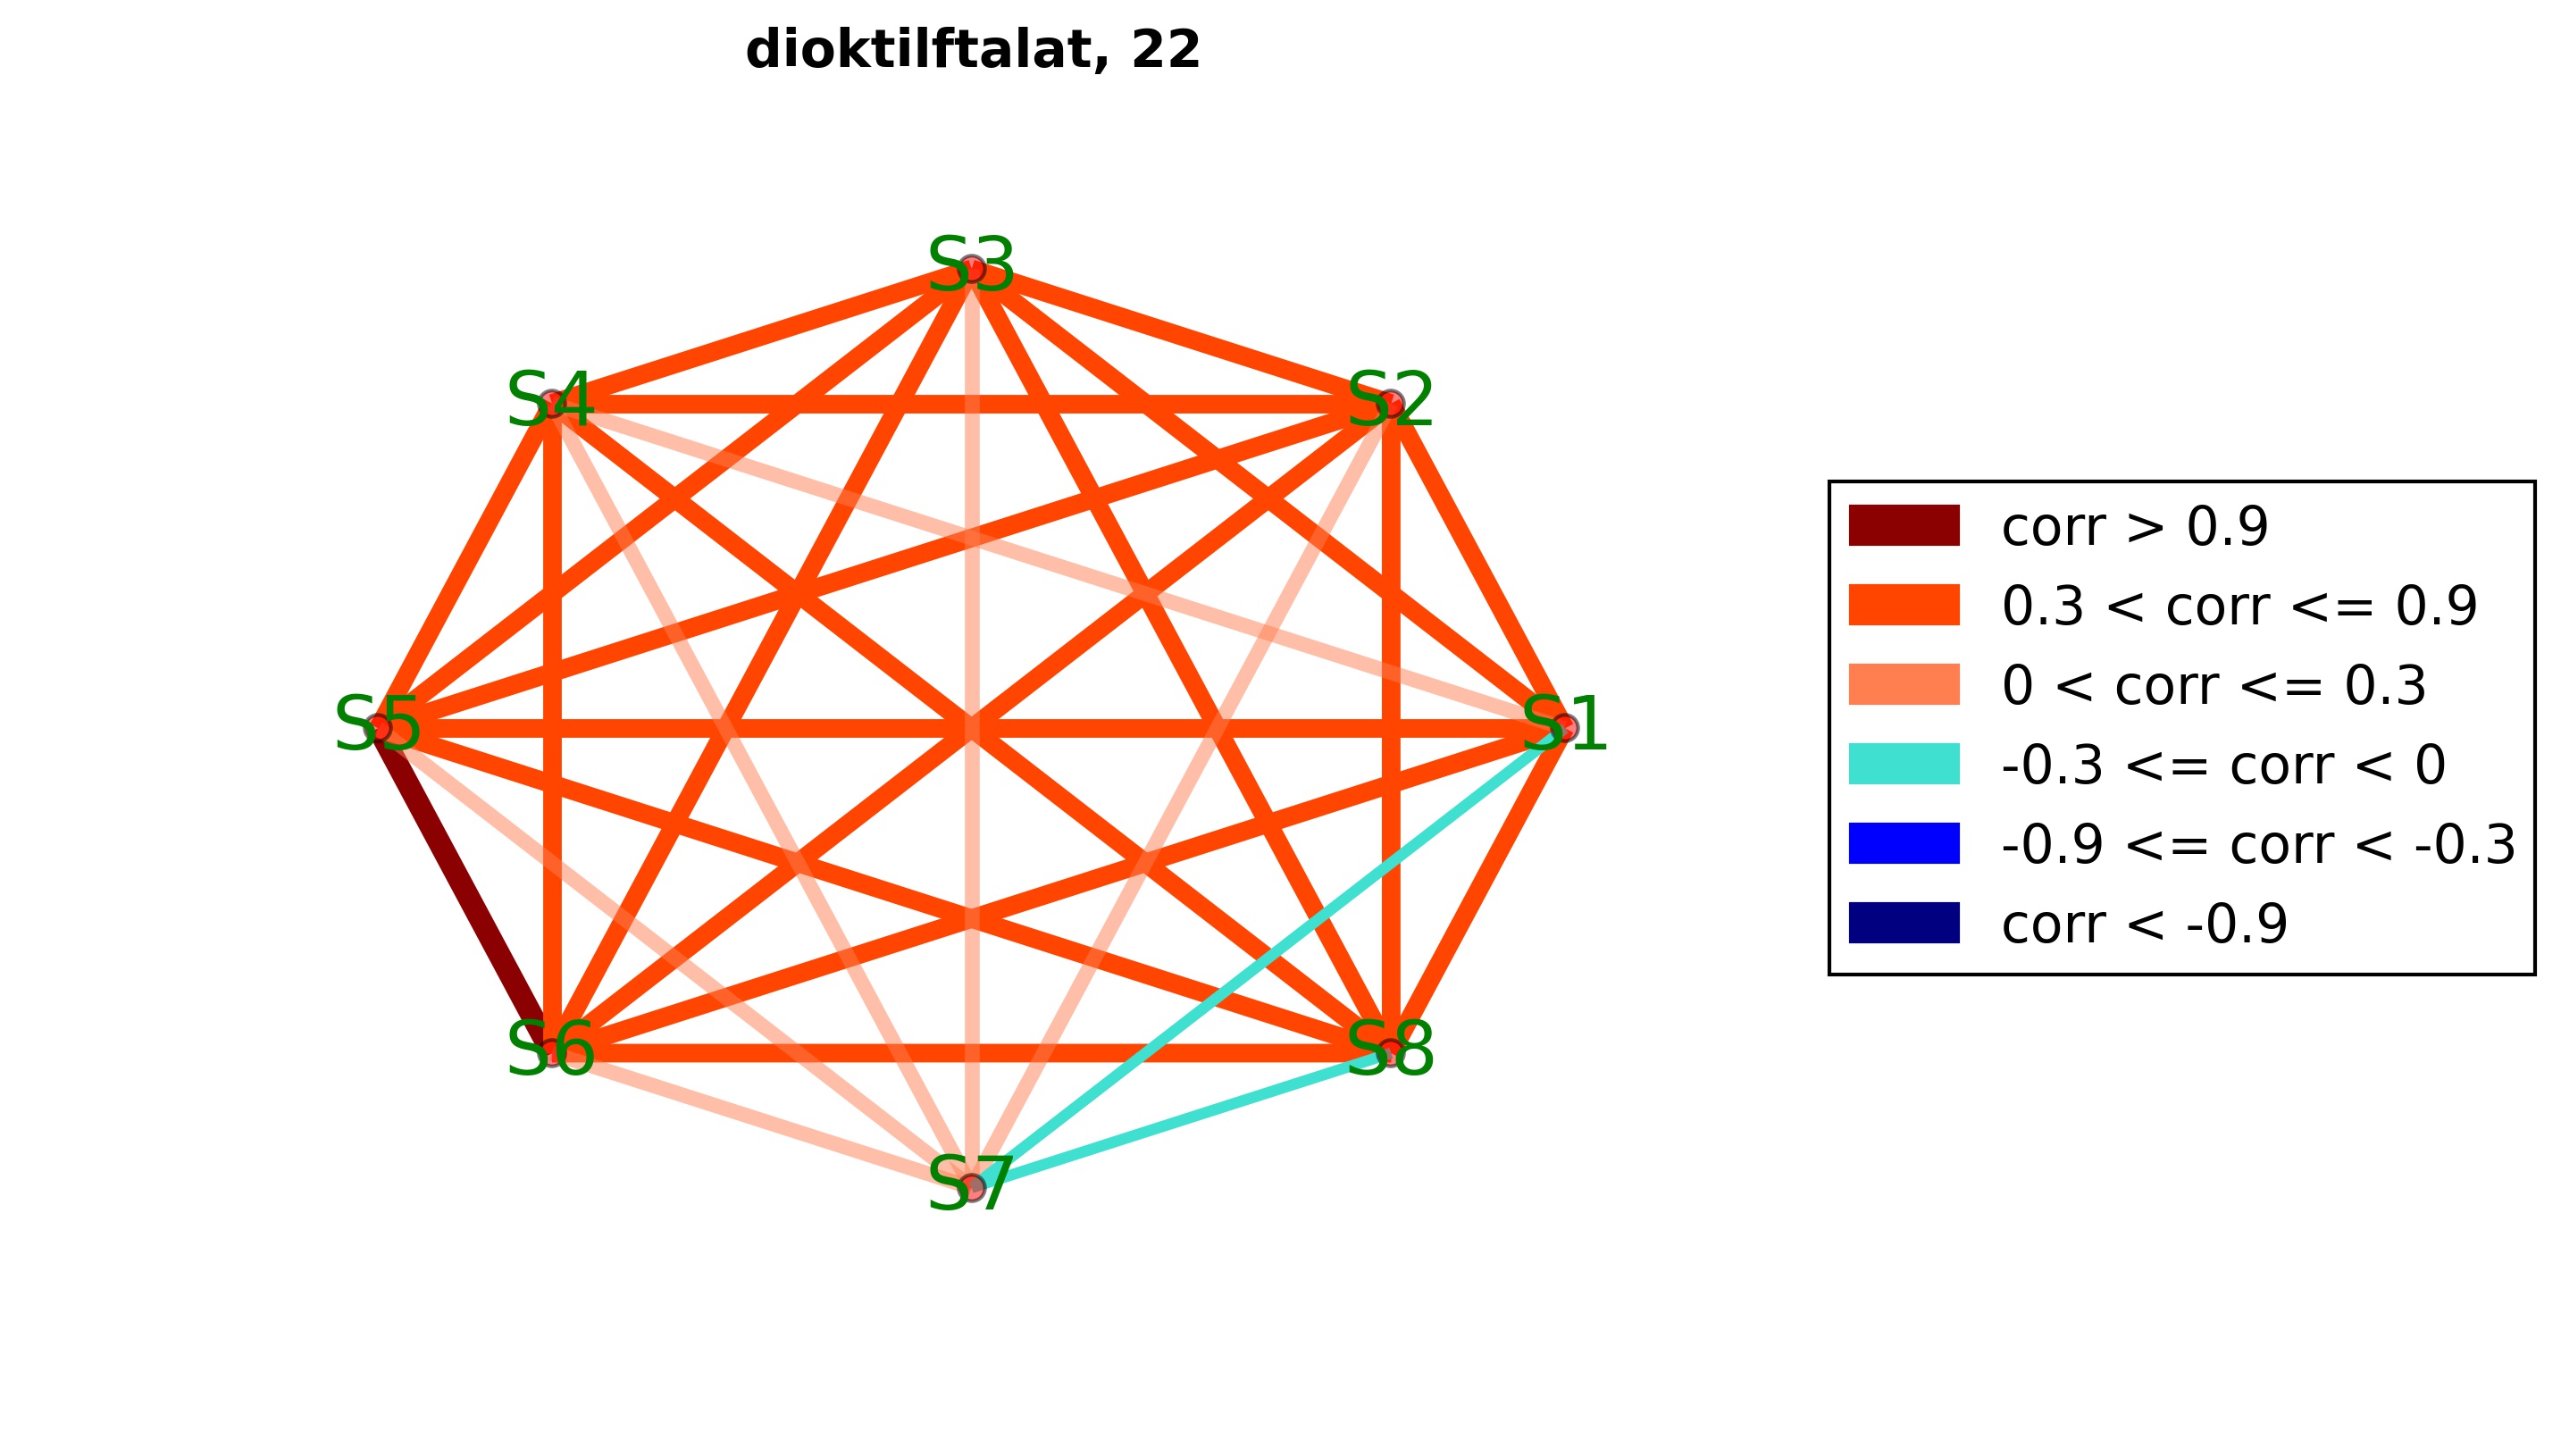 dioktilftalat, 22
S3
S4
S2
S5
S1
S6
S8
S7
corr > 0.9
0.3 < corr <= 0.9
0 < corr <= 0.3
-0.3 <= corr < 0
-0.9 <= corr < -0.3
corr < -0.9